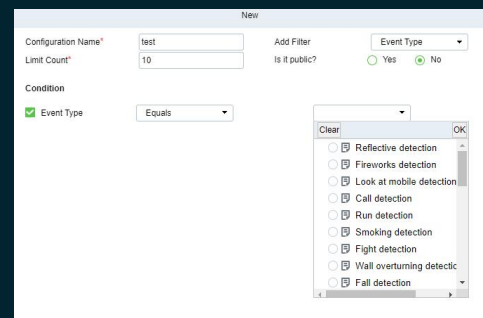 New
Configuration Name* test Add Filter Event Type
Limit Count* 10 Is it public? Yes No
Condition
Event Type Equals
Clear OK
Reflective detection
Fireworks detection
Look at mobile detection
Call detection
Run detection
Smoking detection
Fight detection
Wall overturning detectic
Fall detection